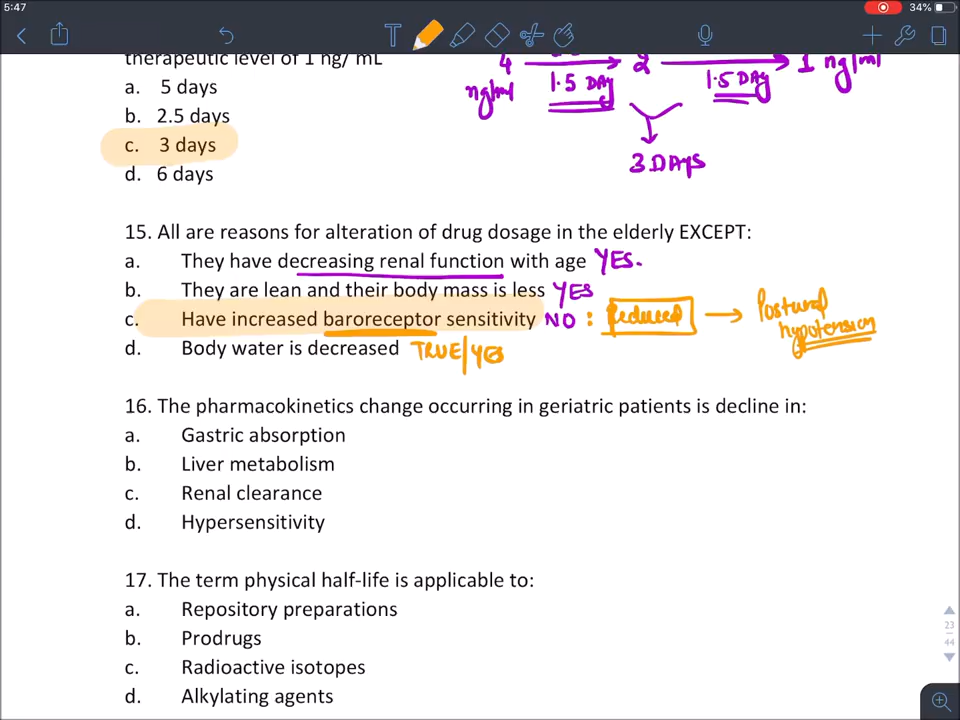 5:47
34%
therapeutic level of 1 ng/ mL
4 ng/ml
1.5 DAY
2
1.5 DAY
1 ng/ml
3 DAYS
a. 5 days
b. 2.5 days
c. 3 days
d. 6 days
15. All are reasons for alteration of drug dosage in the elderly EXCEPT:
a. They have decreasing renal function with age YES.
b. They are lean and their body mass is less YES
c. Have increased baroreceptor sensitivity NO : Reduced → Postural hypotension
d. Body water is decreased TRUE/YES
16. The pharmacokinetics change occurring in geriatric patients is decline in:
a. Gastric absorption
b. Liver metabolism
c. Renal clearance
d. Hypersensitivity
17. The term physical half-life is applicable to:
a. Repository preparations
b. Prodrugs
c. Radioactive isotopes
d. Alkylating agents
23
44